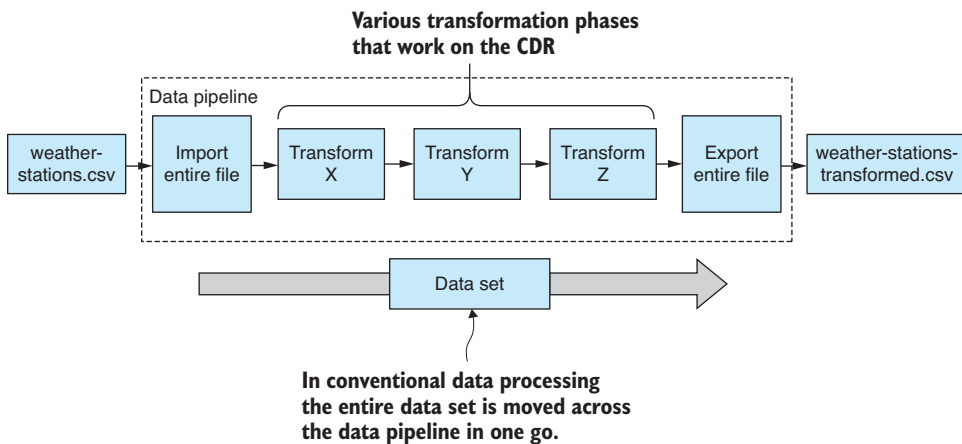 Various transformation phases
that work on the CDR
Data pipeline
weather-
stations.csv
Import
entire file
Transform
X
Transform
Y
Transform
Z
Export
entire file
weather-stations-
transformed.csv
Data set
In conventional data processing
the entire data set is moved across
the data pipeline in one go.